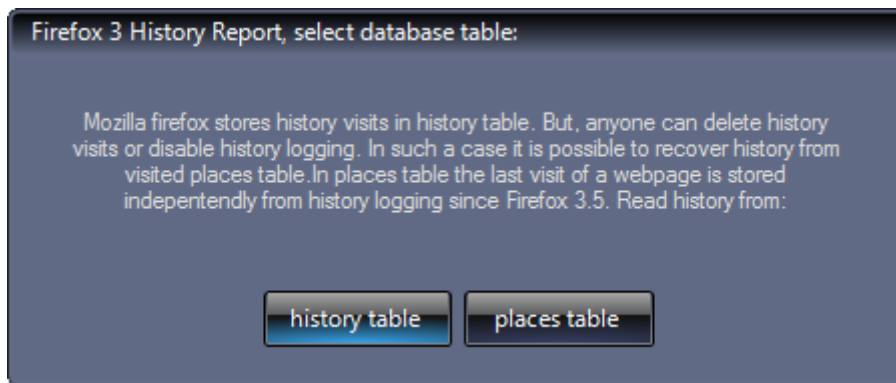 Firefox 3 History Report, select database table:
Mozilla firefox stores history visits in history table. But, anyone can delete history
visits or disable history logging. In such a case it is possible to recover history from
visited places table.In places table the last visit of a webpage is stored
indepentendly from history logging since Firefox 3.5. Read history from:
history table
places table